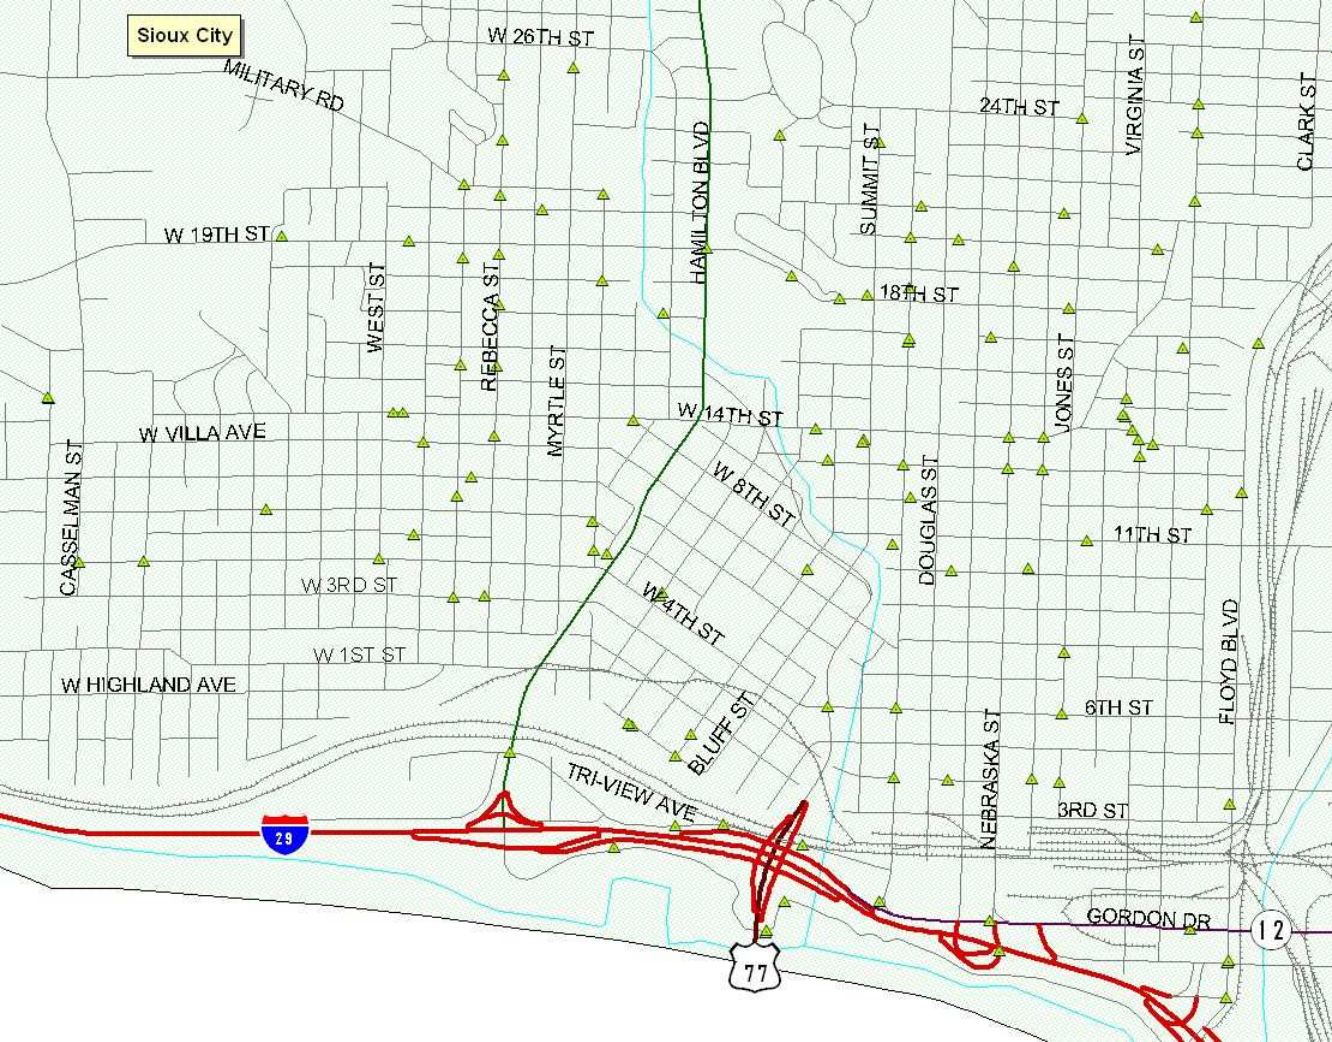 Sioux City
W 26TH ST
MILITARY RD
24TH ST
VIRGINIA ST
CLARK ST
SUMMIT ST
HAMILTON BLVD
W 19TH ST
WEST ST
REBECCA ST
18TH ST
MYRTLE ST
JONES ST
W 14TH ST
W VILLA AVE
CASSELMAN ST
W 8TH ST
DOUGLAS ST
11TH ST
W 3RD ST
W 4TH ST
FLOYD BLVD
W 1ST ST
W HIGHLAND AVE
BLUFF ST
6TH ST
NEBRASKA ST
TRI-VIEW AVE
3RD ST
29
GORDON DR
12
77